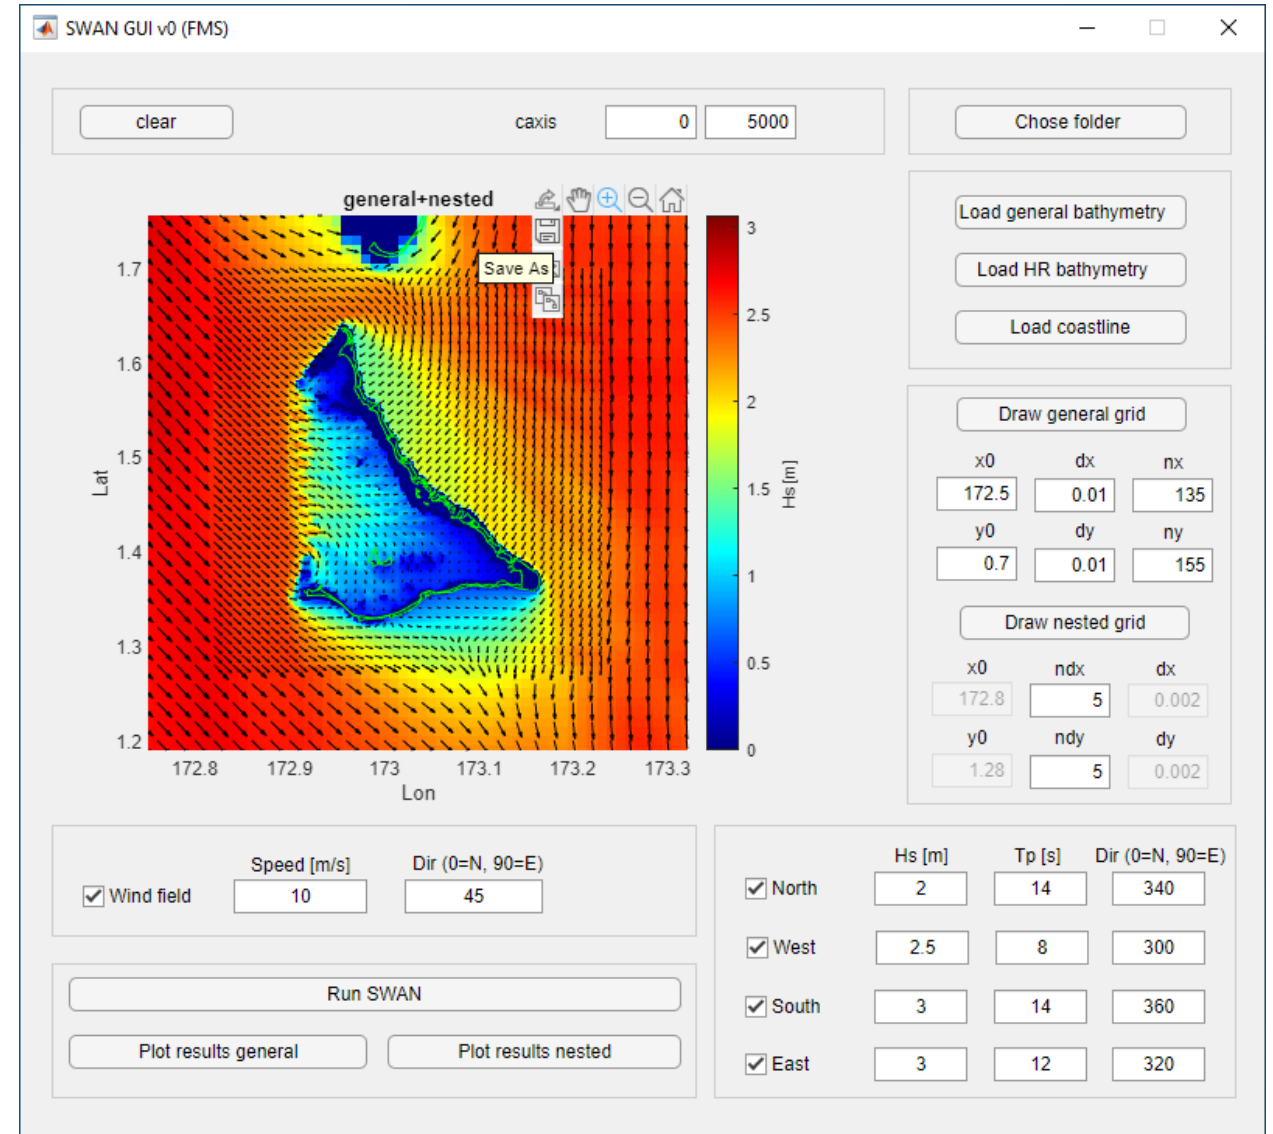 SWAN GUI v0 (FMS)
clear
caxis
0
5000
Chose folder
general+nested
Save As
Load general bathymetry
Load HR bathymetry
Load coastline
1.7
1.6
1.5
1.4
1.3
1.2
Lat
172.8
172.9
173
173.1
173.2
173.3
Lon
3
2.5
2
1.5
1
0.5
0
Hs [m]
Draw general grid
x0 dx nx
172.5 0.01 135
y0 dy ny
0.7 0.01 155
Draw nested grid
x0 ndx dx
172.8 5 0.002
y0 ndy dy
1.28 5 0.002
Speed [m/s] Dir (0=N, 90=E)
Wind field 10 45
Run SWAN
Plot results general
Plot results nested
Hs [m] Tp [s] Dir (0=N, 90=E)
North 2 14 340
West 2.5 8 300
South 3 14 360
East 3 12 320